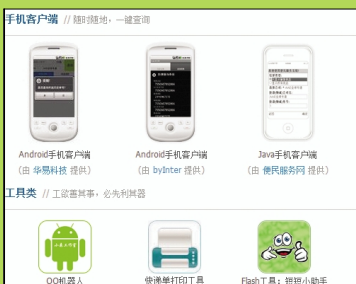 手机客户端 // 随时随地，一键查询
Android手机客户端
(由 华易科技 提供)
Android手机客户端
(由 byInter 提供)
Java手机客户端
(由 便民服务网 提供)
工具类 // 工欲善其事，必先利其器
QQ机器人
快递单打印工具
Flash工具：短短小助手